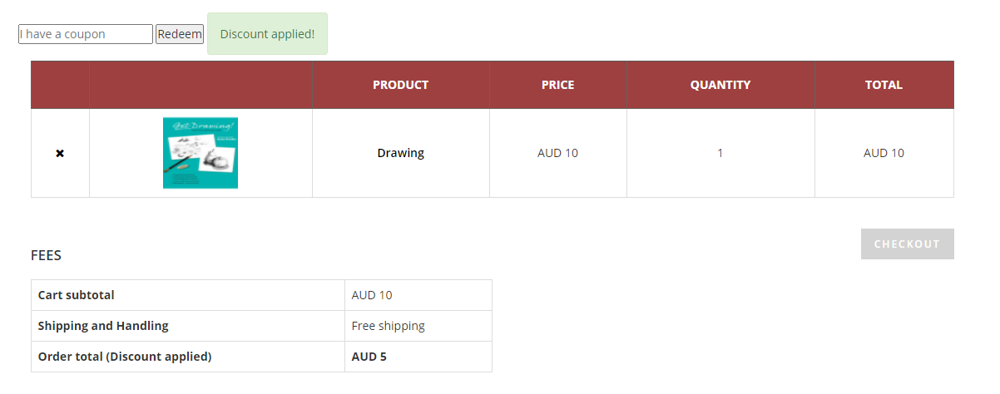 I have a coupon Redeem Discount applied!
PRODUCT PRICE QUANTITY TOTAL
Get Drawing!
✖ Drawing AUD 10 1 AUD 10
CHECKOUT
FEES
Cart subtotal AUD 10
Shipping and Handling Free shipping
Order total (Discount applied) AUD 5